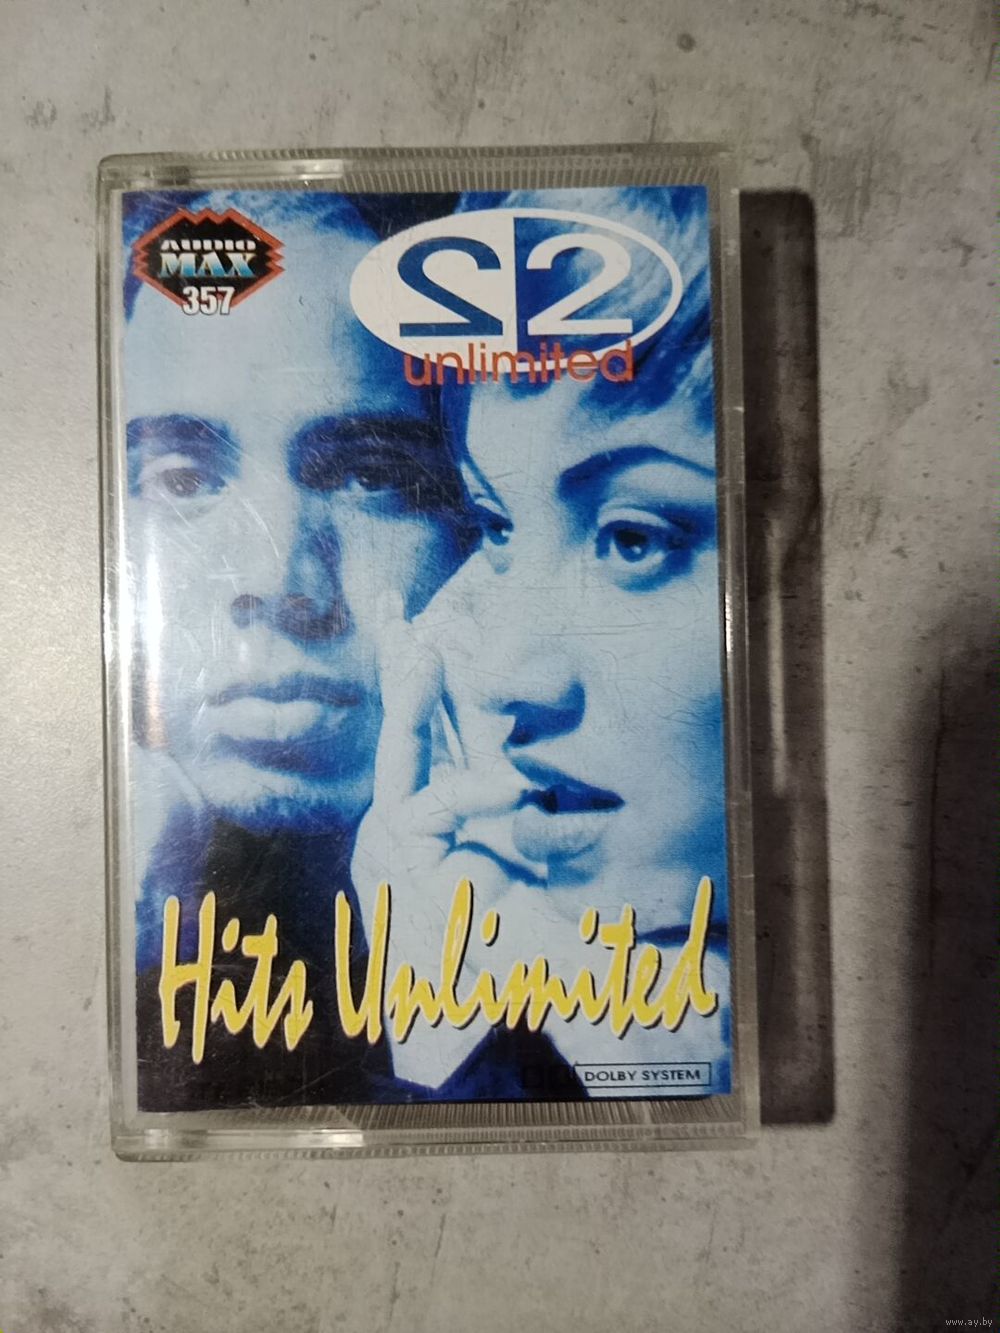 AUDIO
MAX
357
2 2
unlimited
Hits Unlimited
DOLBY SYSTEM
www.ay.by